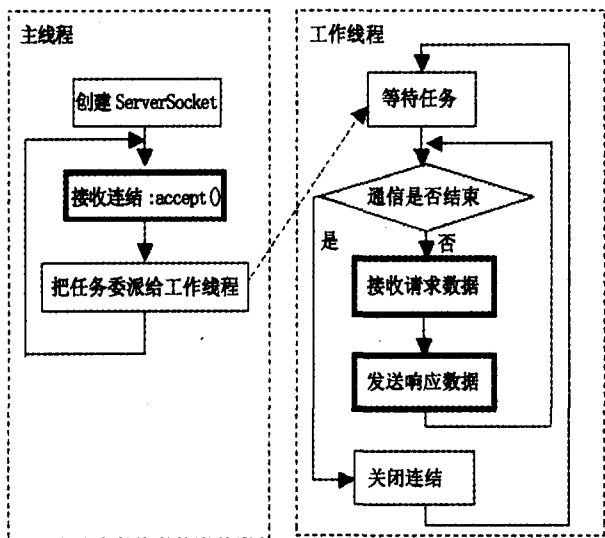 主线程
创建 ServerSocket
接收连结:accept()
把任务委派给工作线程
工作线程
等待任务
通信是否结束
是
否
接收请求数据
发送响应数据
关闭连结